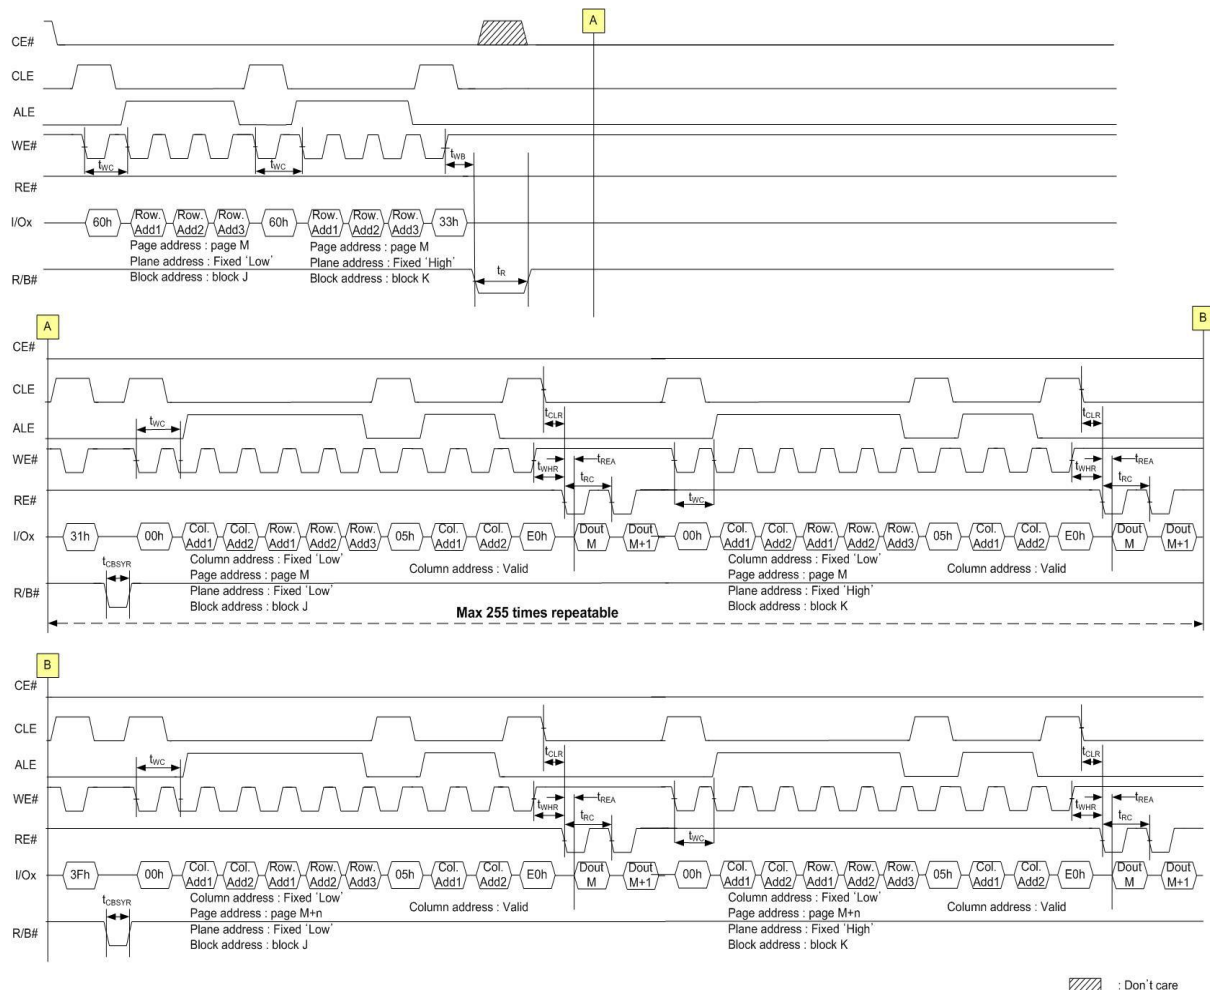 A
CE#
CLE
ALE
WE#
tWC
tWC
tWB
RE#
I/Ox
60h Row. Add1 Row. Add2 Row. Add3 60h Row. Add1 Row. Add2 Row. Add3 33h
Page address : page M
Plane address : Fixed 'Low'
Block address : block J
Page address : page M
Plane address : Fixed 'High'
Block address : block K
R/B#
tR
A
B
CE#
CLE
tCLR
tCLR
ALE
tWC
WE#
tWHR
tREA
tRC
tWC
tWHR
tREA
tRC
RE#
I/Ox
31h 00h Col. Add1 Col. Add2 Row. Add1 Row. Add2 Row. Add3 05h Col. Add1 Col. Add2 E0h Dout M Dout M+1 00h Col. Add1 Col. Add2 Row. Add1 Row. Add2 Row. Add3 05h Col. Add1 Col. Add2 E0h Dout M Dout M+1
tCBSYR
R/B#
Column address : Fixed 'Low'
Page address : page M
Plane address : Fixed 'Low'
Block address : block J
Column address : Valid
Column address : Fixed 'Low'
Page address : page M
Plane address : Fixed 'High'
Block address : block K
Column address : Valid
Max 255 times repeatable
B
CE#
CLE
tCLR
tCLR
ALE
tWC
WE#
tWHR
tREA
tRC
tWC
tWHR
tREA
tRC
RE#
I/Ox
3Fh 00h Col. Add1 Col. Add2 Row. Add1 Row. Add2 Row. Add3 05h Col. Add1 Col. Add2 E0h Dout M Dout M+1 00h Col. Add1 Col. Add2 Row. Add1 Row. Add2 Row. Add3 05h Col. Add1 Col. Add2 E0h Dout M Dout M+1
tCBSYR
R/B#
Column address : Fixed 'Low'
Page address : page M+n
Plane address : Fixed 'Low'
Block address : block J
Column address : Valid
Column address : Fixed 'Low'
Page address : page M+n
Plane address : Fixed 'High'
Block address : block K
Column address : Valid
: Don't care